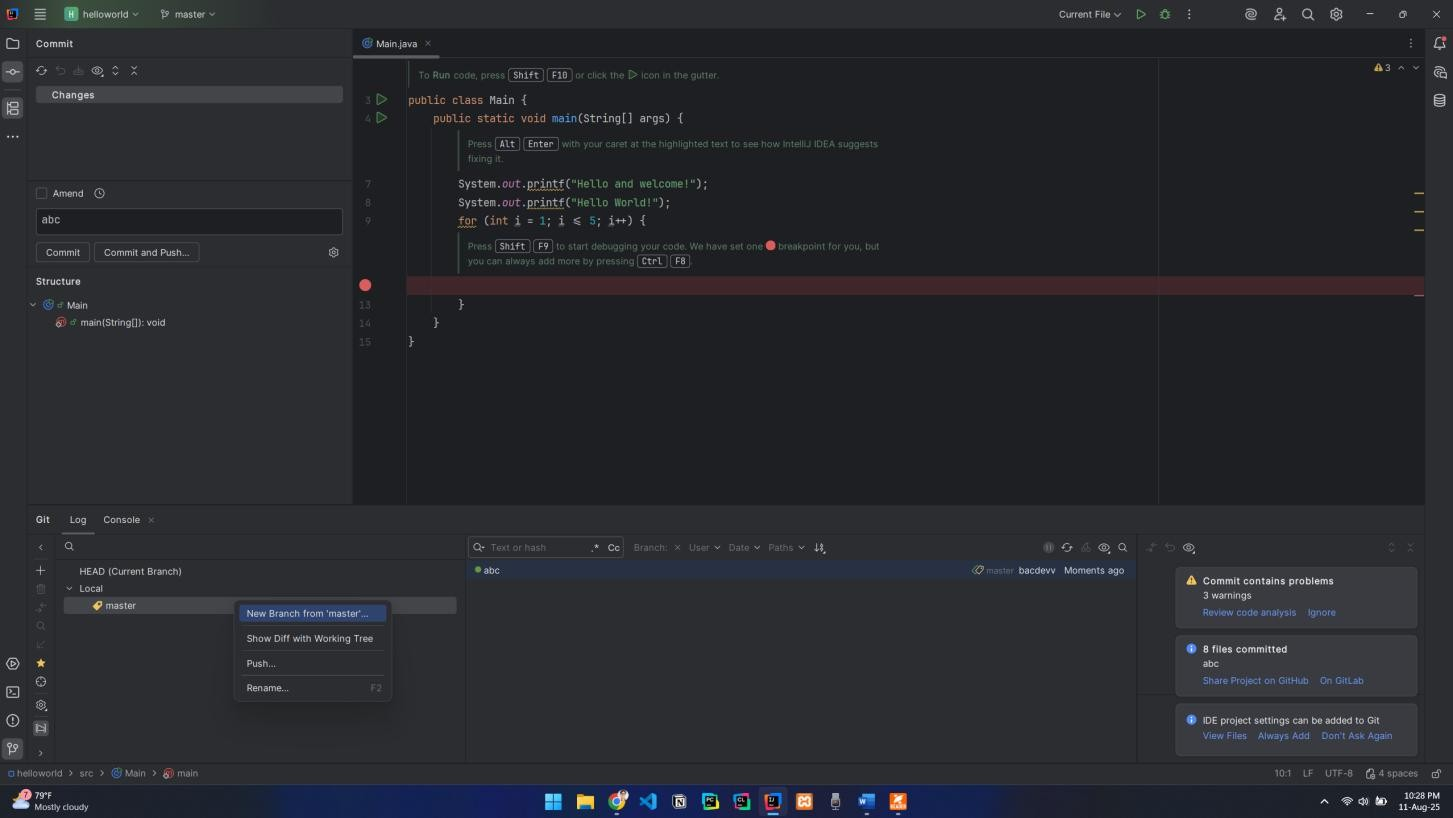 H helloworld master Current File
Commit
Changes
Amend
abc
Commit Commit and Push...
Structure
Main
main(String[]): void
Main.java
To Run code, press Shift F10 or click the icon in the gutter.
3 public class Main {
4 public static void main(String[] args) {
Press Alt Enter with your caret at the highlighted text to see how IntelliJ IDEA suggests
fixing it.
7 System.out.printf("Hello and welcome!");
8 System.out.printf("Hello World!");
9 for (int i = 1; i ≤ 5; i++) {
Press Shift F9 to start debugging your code. We have set one breakpoint for you, but
you can always add more by pressing Ctrl F8.
13 }
14 }
15 }
3
Git Log Console
HEAD (Current Branch)
Local
master
New Branch from 'master'...
Show Diff with Working Tree
Push...
Rename... F2
Text or hash .* Cc Branch: User Date Paths
abc master bacdevv Moments ago
Commit contains problems
3 warnings
Review code analysis Ignore
8 files committed
abc
Share Project on GitHub On GitLab
IDE project settings can be added to Git
View Files Always Add Don't Ask Again
helloworld > src > Main > main 10:1 LF UTF-8 4 spaces
7 79°F
Mostly cloudy
10:28 PM
11-Aug-25